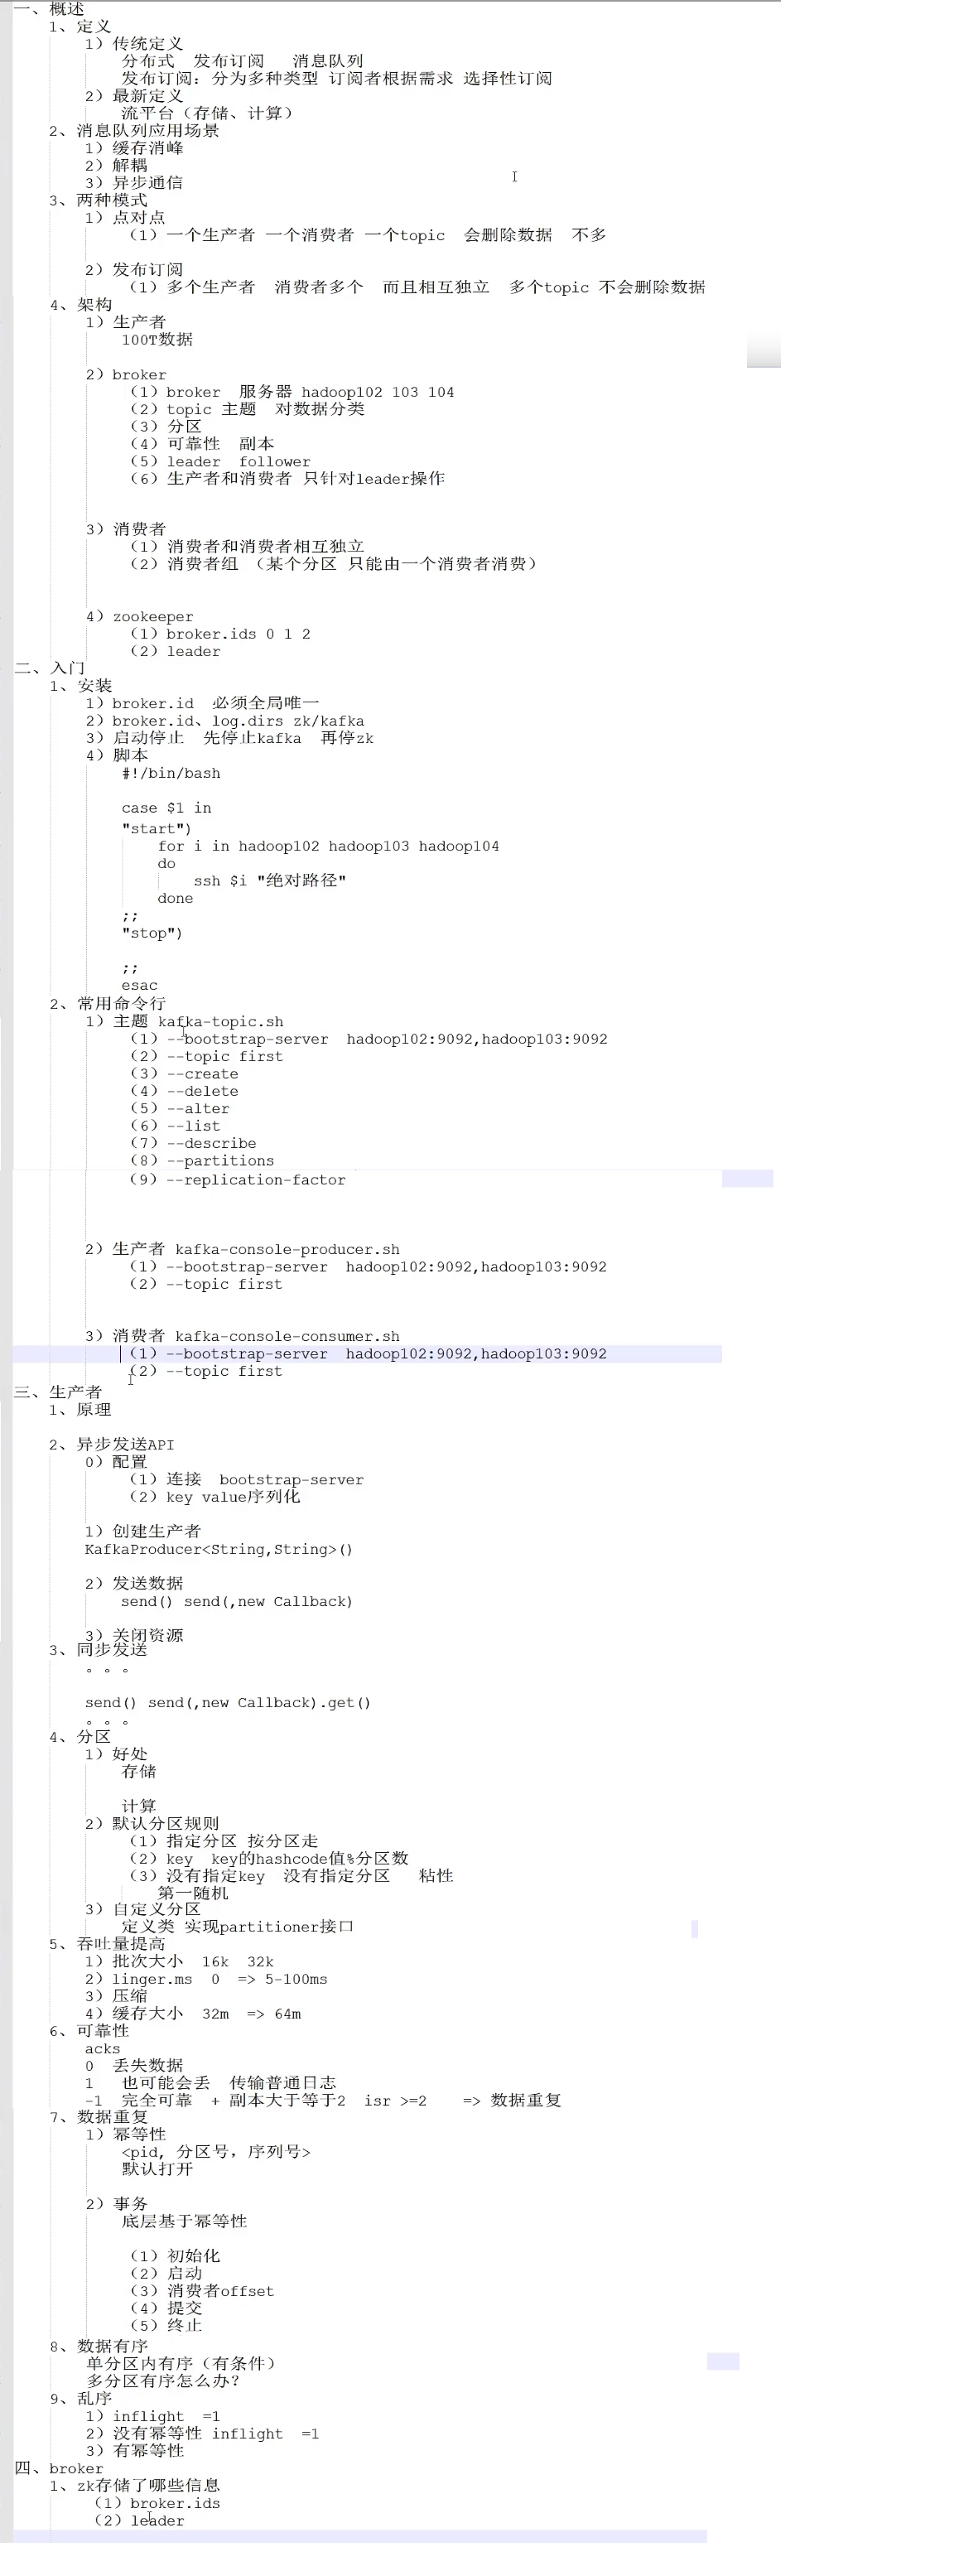 一、概述
1、定义
1）传统定义
分布式 发布订阅 消息队列
发布订阅：分为多种类型 订阅者根据需求 选择性订阅
2）最新定义
流平台（存储、计算）
2、消息队列应用场景
1）缓存消峰
2）解耦
3）异步通信
3、两种模式
1）点对点
（1）一个生产者 一个消费者 一个topic 会删除数据 不多
2）发布订阅
（1）多个生产者 消费者多个 而且相互独立 多个topic 不会删除数据
4、架构
1）生产者
100T数据
2）broker
（1）broker 服务器 hadoop102 103 104
（2）topic 主题 对数据分类
（3）分区
（4）可靠性 副本
（5）leader follower
（6）生产者和消费者 只针对leader操作
3）消费者
（1）消费者和消费者相互独立
（2）消费者组 （某个分区 只能由一个消费者消费）
4）zookeeper
（1）broker.ids 0 1 2
（2）leader
二、入门
1、安装
1）broker.id 必须全局唯一
2）broker.id、log.dirs zk/kafka
3）启动停止 先停止kafka 再停zk
4）脚本
#!/bin/bash
case $1 in
"start")
for i in hadoop102 hadoop103 hadoop104
do
ssh $i "绝对路径"
done
;;
"stop")
;;
esac
2、常用命令行
1）主题 kafka-topic.sh
（1）--bootstrap-server hadoop102:9092,hadoop103:9092
（2）--topic first
（3）--create
（4）--delete
（5）--alter
（6）--list
（7）--describe
（8）--partitions
（9）--replication-factor
2）生产者 kafka-console-producer.sh
（1）--bootstrap-server hadoop102:9092,hadoop103:9092
（2）--topic first
3）消费者 kafka-console-consumer.sh
（1）--bootstrap-server hadoop102:9092,hadoop103:9092
（2）--topic first
三、生产者
1、原理
2、异步发送API
0）配置
（1）连接 bootstrap-server
（2）key value序列化
1）创建生产者
KafkaProducer<String,String>()
2）发送数据
send() send(,new Callback)
3）关闭资源
3、同步发送
。。。
send() send(,new Callback).get()
。。。
4、分区
1）好处
存储
计算
2）默认分区规则
（1）指定分区 按分区走
（2）key key的hashcode值%分区数
（3）没有指定key 没有指定分区 粘性
第一随机
3）自定义分区
定义类 实现partitioner接口
5、吞吐量提高
1）批次大小 16k 32k
2）linger.ms 0 => 5-100ms
3）压缩
4）缓存大小 32m => 64m
6、可靠性
acks
0 丢失数据
1 也可能会丢 传输普通日志
-1 完全可靠 + 副本大于等于2 isr >=2 => 数据重复
7、数据重复
1）幂等性
<pid, 分区号，序列号>
默认打开
2）事务
底层基于幂等性
（1）初始化
（2）启动
（3）消费者offset
（4）提交
（5）终止
8、数据有序
单分区内有序（有条件）
多分区有序怎么办？
9、乱序
1）inflight =1
2）没有幂等性 inflight =1
3）有幂等性
四、broker
1、zk存储了哪些信息
（1）broker.ids
（2）leader